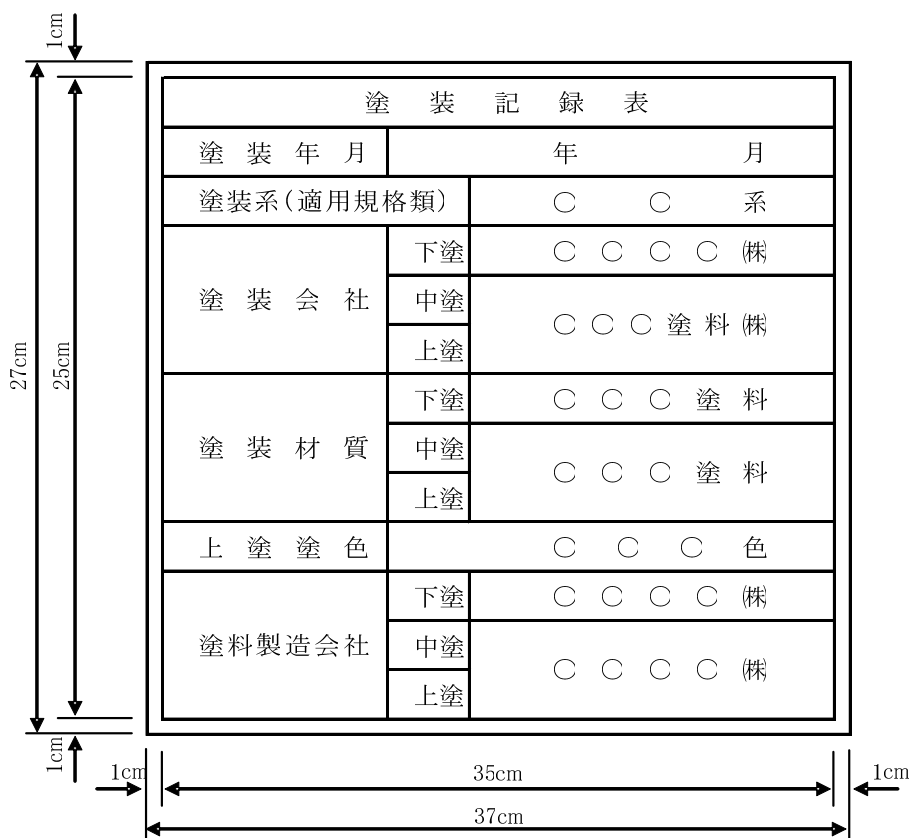 1cm
塗装記録表
塗装年月 年 月
塗装系(適用規格類) ○ ○ 系
塗装会社 下塗 ○○○○㈱
中塗 ○○○塗料㈱
上塗
塗装材質 下塗 ○○○塗料
中塗 ○○○塗料
上塗
上塗塗色 ○○○色
塗料製造会社 下塗 ○○○○㈱
中塗 ○○○○㈱
上塗
27cm
25cm
1cm
1cm 35cm 1cm
37cm